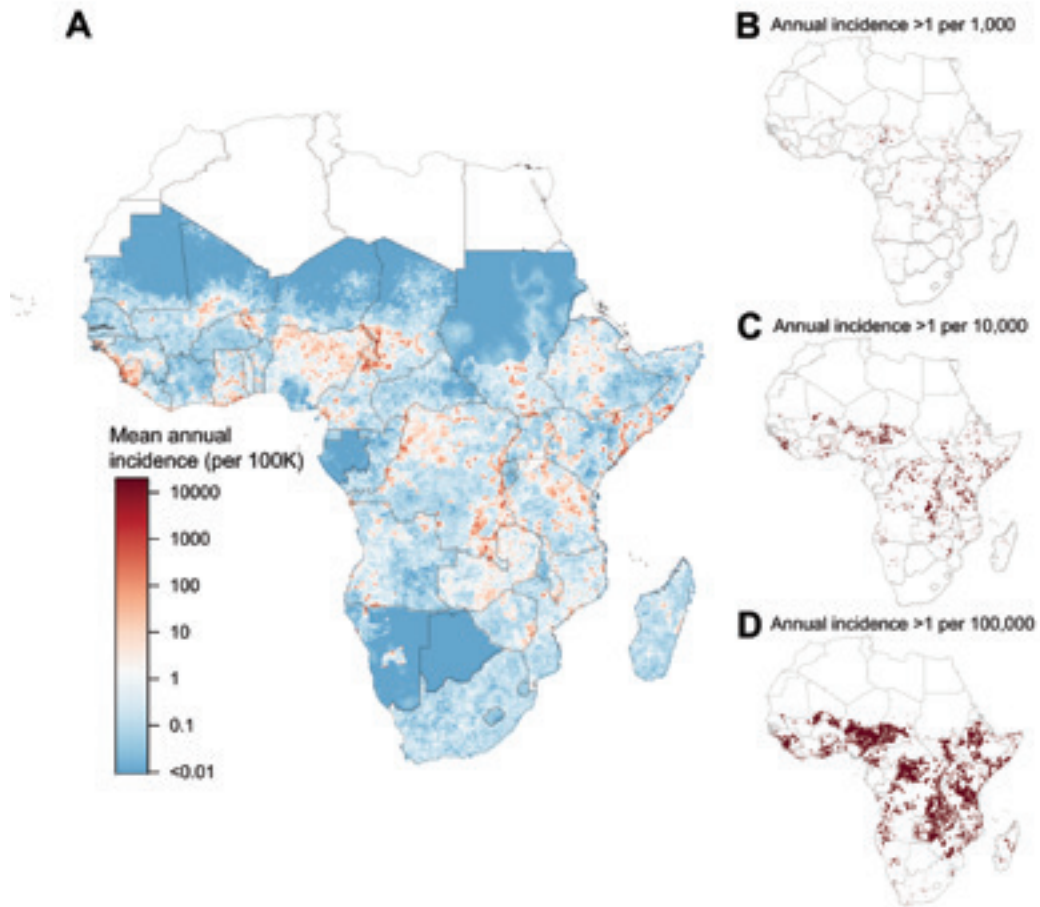 A
B Annual incidence >1 per 1,000
C Annual incidence >1 per 10,000
Mean annual
incidence (per 100K)
10000
1000
100
10
1
0.1
<0.01
D Annual incidence >1 per 100,000